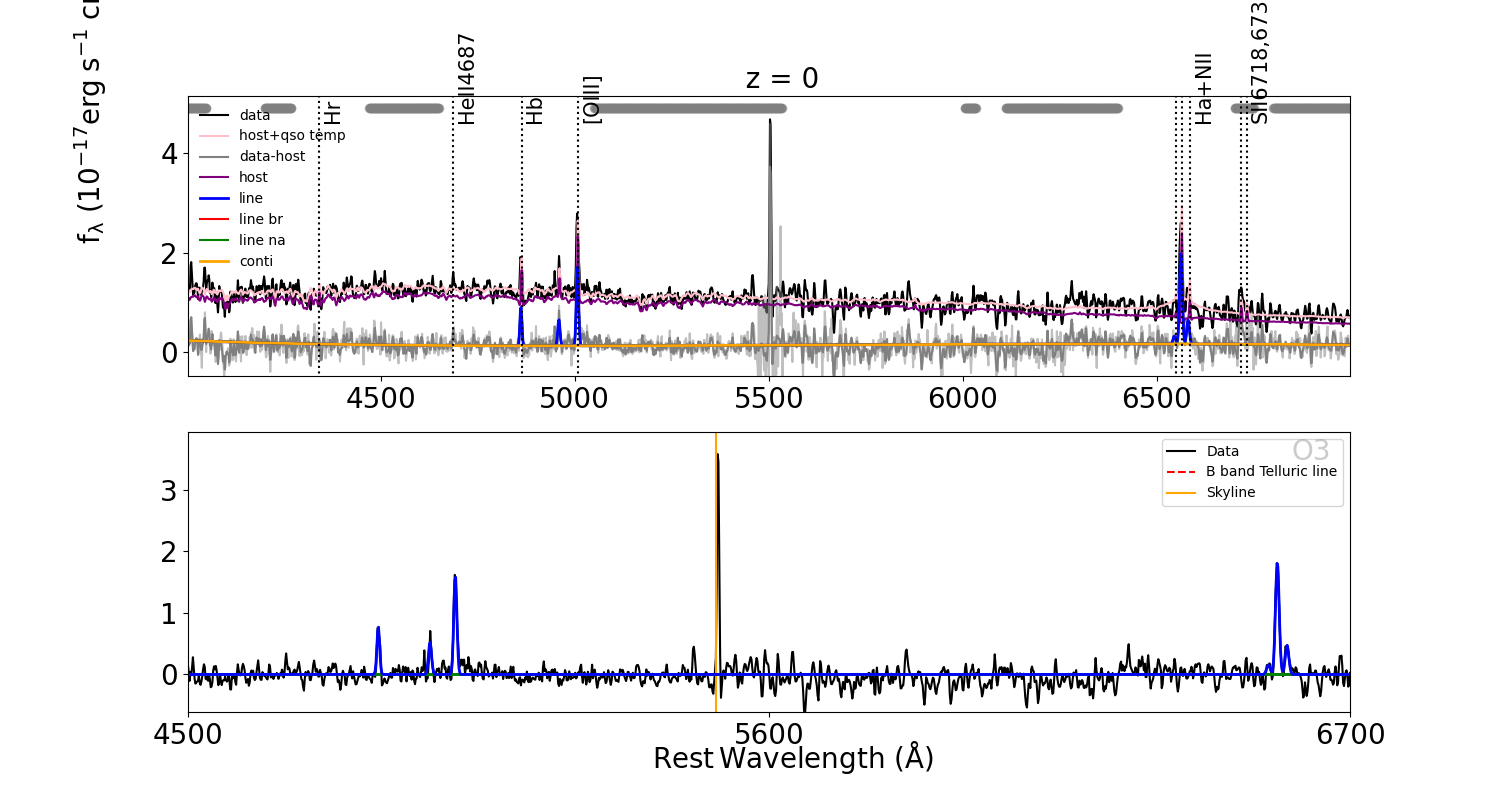 z = 0
f_λ (10^−17 erg s^−1 c
Hr
HeII4687
Hb
[OIII]
Ha+NII
SII6718,673
data
host+qso temp
data-host
host
line
line br
line na
conti
4
2
0
4500 5000 5500 6000 6500
O3
Data
B band Telluric line
Skyline
3
2
1
0
4500 5600 6700
Rest Wavelength (Å)